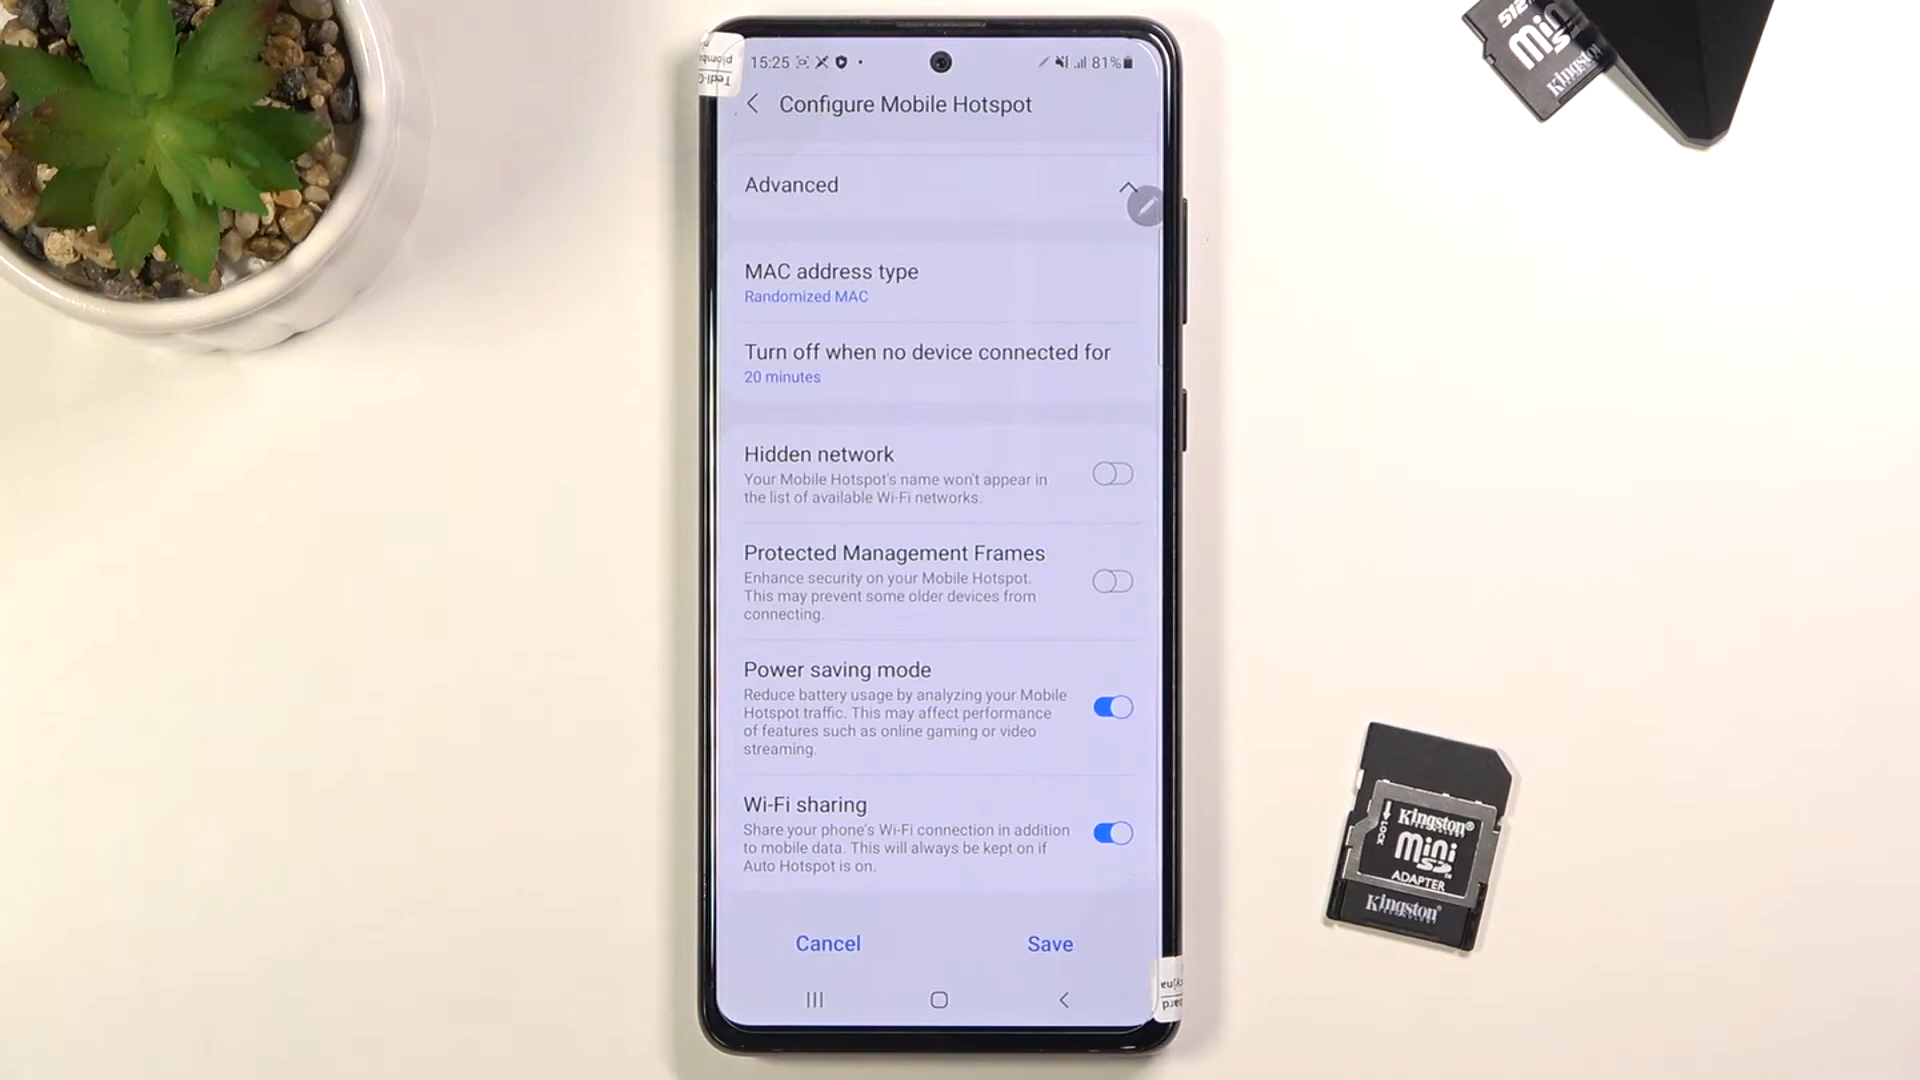 15:25
81%
Configure Mobile Hotspot
Advanced
MAC address type
Randomized MAC
Turn off when no device connected for
20 minutes
Hidden network
Your Mobile Hotspot's name won't appear in
the list of available Wi-Fi networks.
Protected Management Frames
Enhance security on your Mobile Hotspot.
This may prevent some older devices from
connecting.
Power saving mode
Reduce battery usage by analyzing your Mobile
Hotspot traffic. This may affect performance
of features such as online gaming or video
streaming.
Wi-Fi sharing
Share your phone's Wi-Fi connection in addition
to mobile data. This will always be kept on if
Auto Hotspot is on.
Cancel
Save
Kingston
LOCK
Kingston®
mini
SD
ADAPTER
Kingston